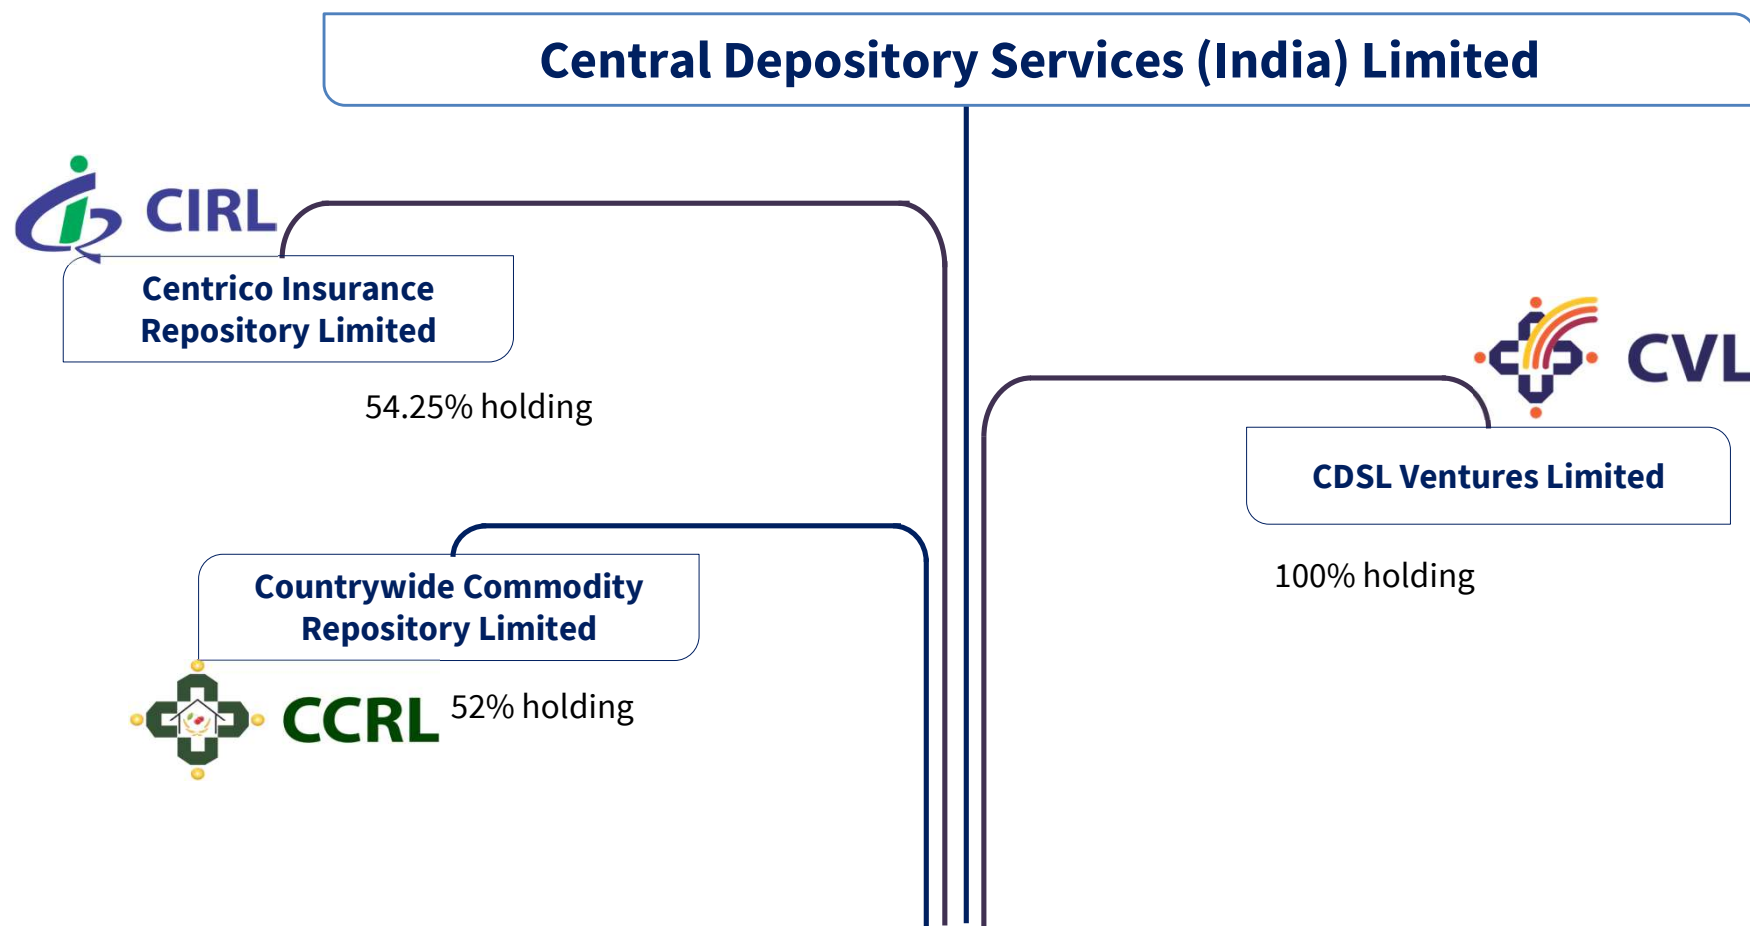 Central Depository Services (India) Limited
CIRL
Centrico Insurance
Repository Limited
54.25% holding
CVL
CDSL Ventures Limited
100% holding
Countrywide Commodity
Repository Limited
CCRL
52% holding